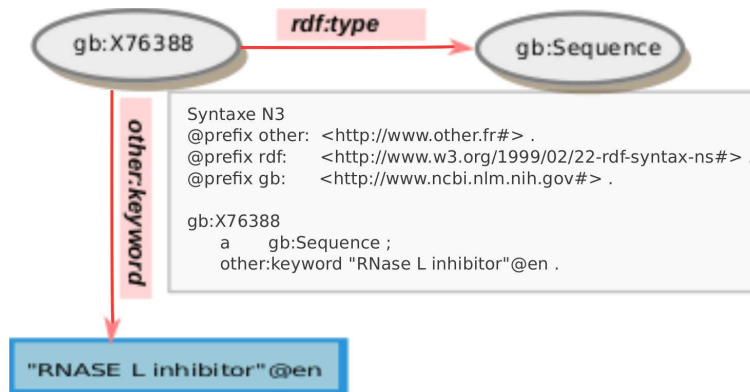 rdf:type
gb:X76388
gb:Sequence
other:keyword
Syntaxe N3
@prefix other: <http://www.other.fr#> .
@prefix rdf: <http://www.w3.org/1999/02/22-rdf-syntax-ns#> .
@prefix gb: <http://www.ncbi.nlm.nih.gov#> .
gb:X76388
a gb:Sequence ;
other:keyword "RNase L inhibitor"@en .
"RNASE L inhibitor"@en